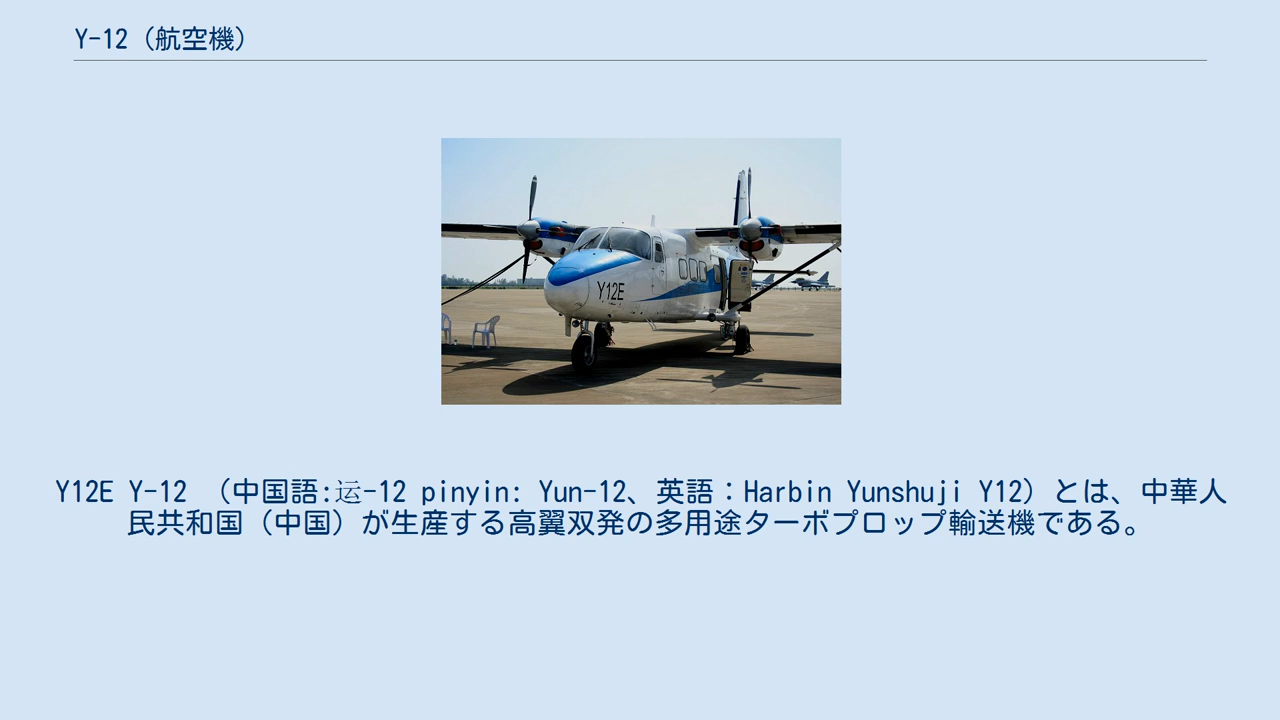 Y-12（航空機）
Y12E
Y12E Y-12 （中国語:运-12 pinyin: Yun-12、英語：Harbin Yunshuji Y12）とは、中華人
民共和国（中国）が生産する高翼双発の多用途ターボプロップ輸送機である。